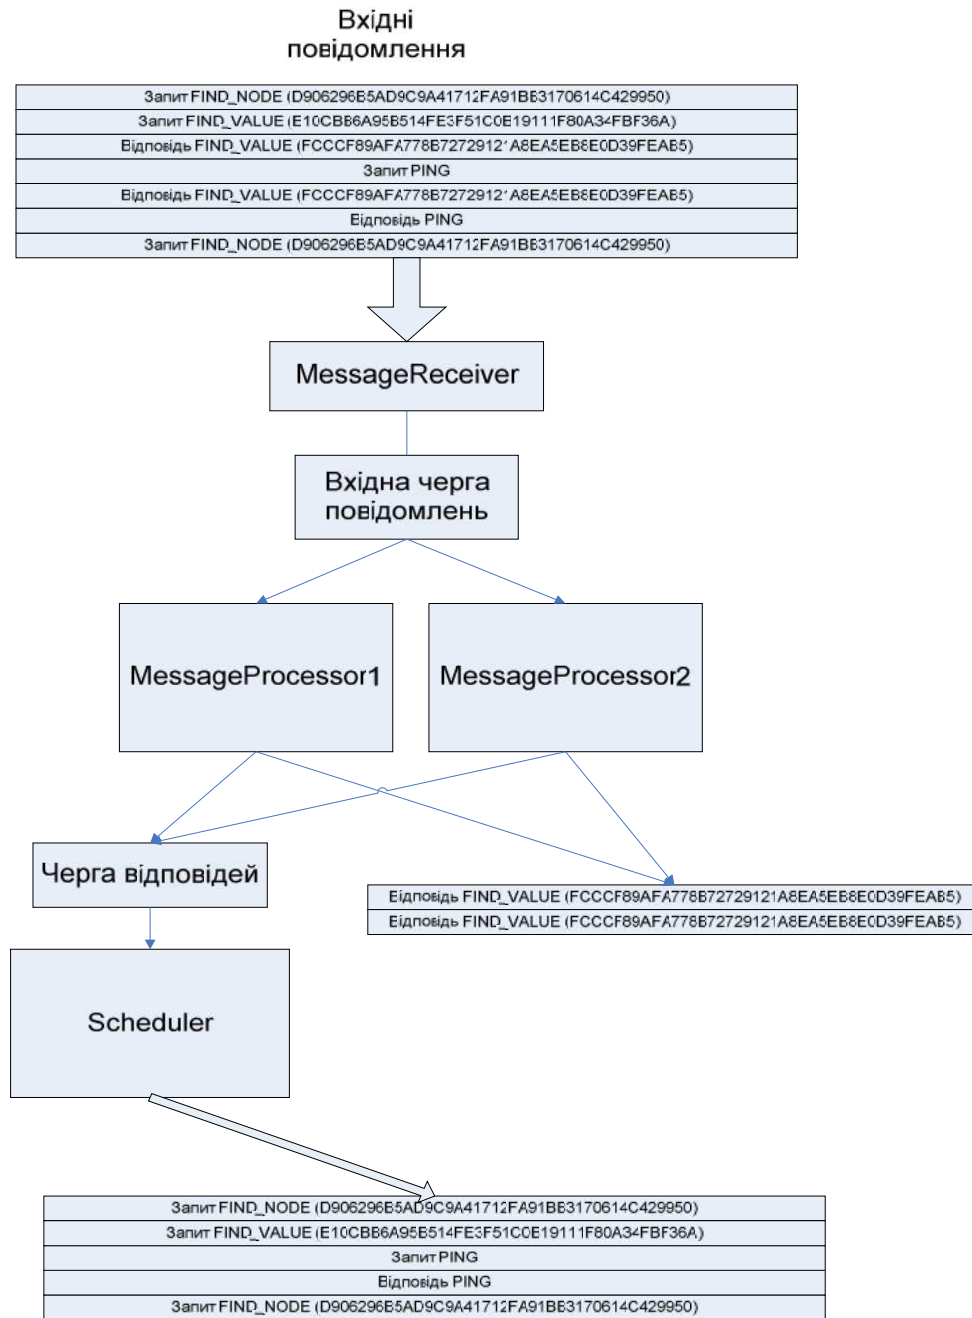 Вхідні
повідомлення
Запит FIND_NODE (D906296B5AD9C9A41712FA91BB3170614C429950)
Запит FIND_VALUE (E10CBB6A95B514FE3F51C0E19111F80A34FBF36A)
Відповідь FIND_VALUE (FCCCF89AFA778B72729121A8EA5EB8E0D39FEAB5)
Запит PING
Відповідь FIND_VALUE (FCCCF89AFA778B72729121A8EA5EB8E0D39FEAB5)
Відповідь PING
Запит FIND_NODE (D906296B5AD9C9A41712FA91BB3170614C429950)
MessageReceiver
Вхідна черга
повідомлень
MessageProcessor1
MessageProcessor2
Черга відповідей
Відповідь FIND_VALUE (FCCCF89AFA778B72729121A8EA5EB8E0D39FEAB5)
Відповідь FIND_VALUE (FCCCF89AFA778B72729121A8EA5EB8E0D39FEAB5)
Scheduler
Запит FIND_NODE (D906296B5AD9C9A41712FA91BB3170614C429950)
Запит FIND_VALUE (E10CBB6A95B514FE3F51C0E19111F80A34FBF36A)
Запит PING
Відповідь PING
Запит FIND_NODE (D906296B5AD9C9A41712FA91BB3170614C429950)